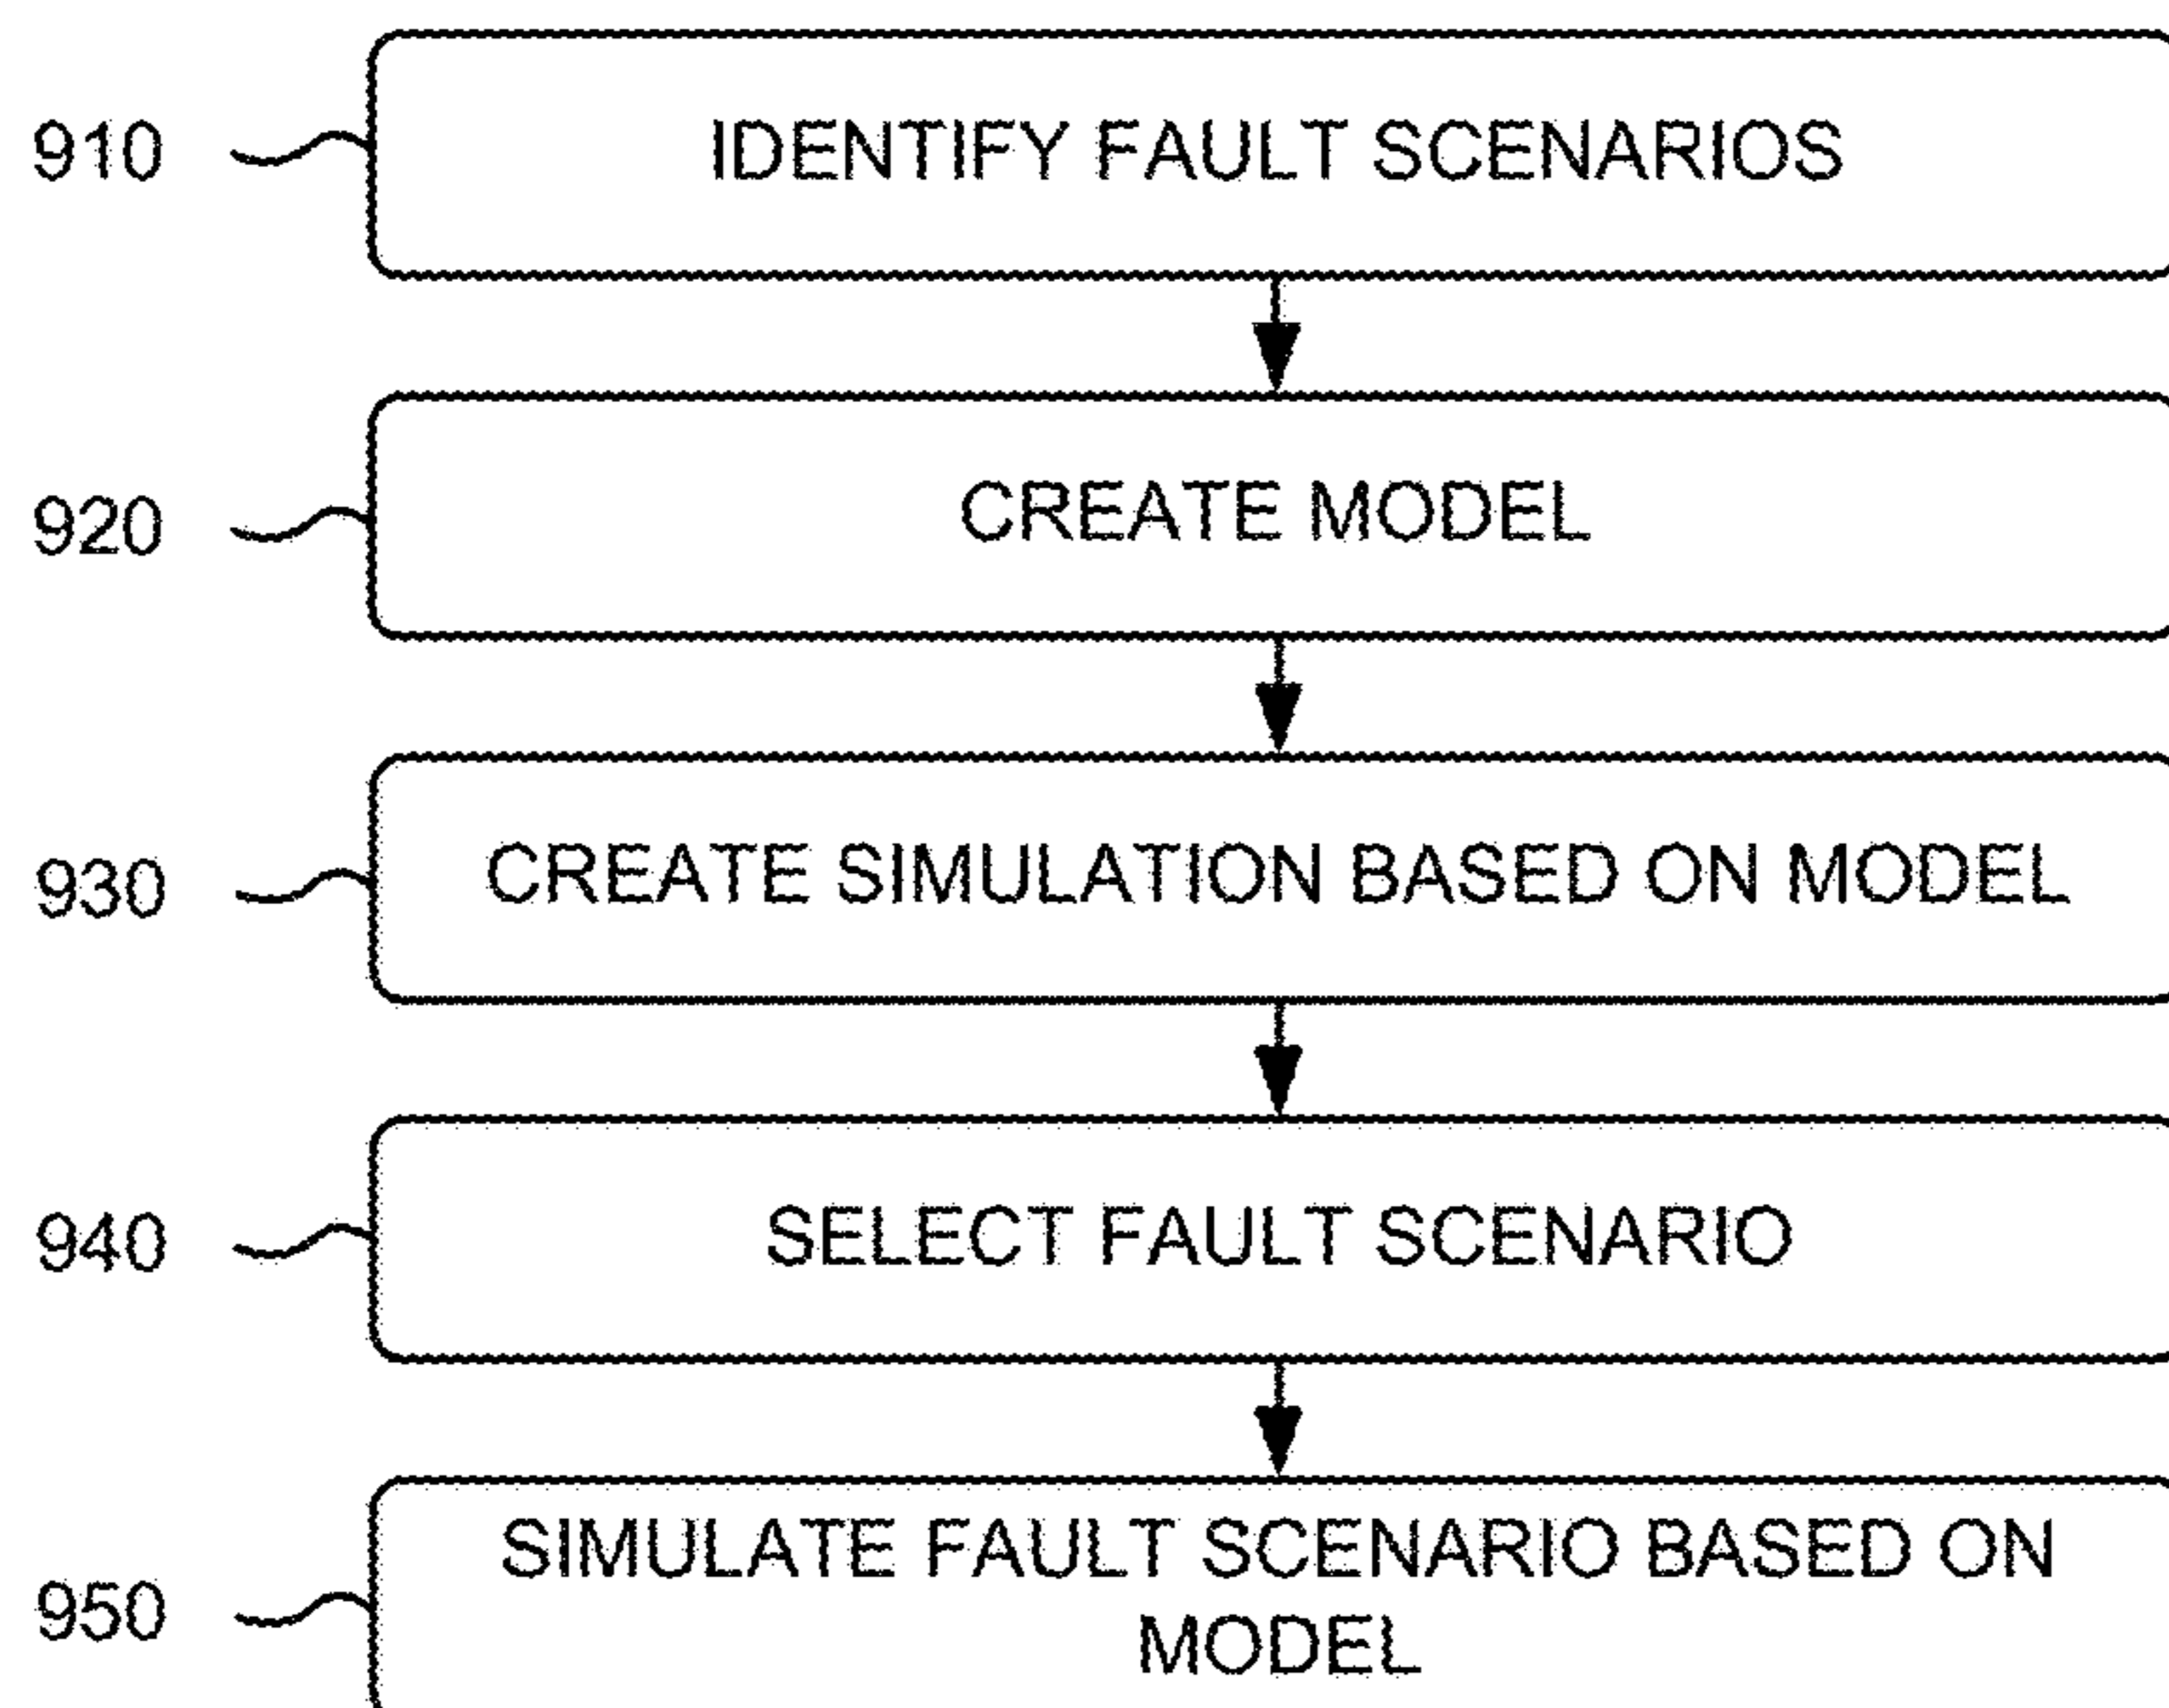 910
IDENTIFY FAULT SCENARIOS
920
CREATE MODEL
930
CREATE SIMULATION BASED ON MODEL
940
SELECT FAULT SCENARIO
950
SIMULATE FAULT SCENARIO BASED ON
MODEL